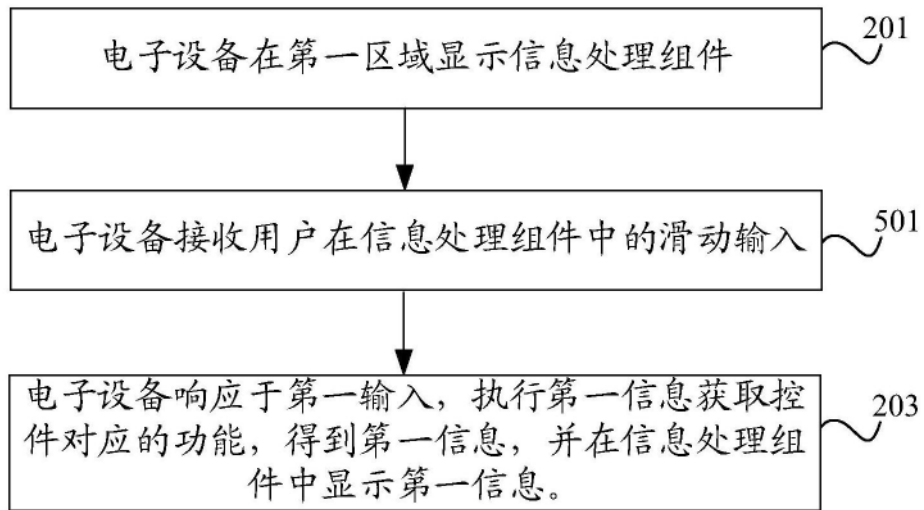 电子设备在第一区域显示信息处理组件
201
电子设备接收用户在信息处理组件中的滑动输入
501
电子设备响应于第一输入，执行第一信息获取控
件对应的功能，得到第一信息，并在信息处理组
件中显示第一信息。
203